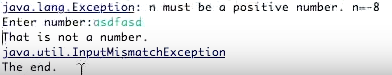 java.lang.Exception: n must be a positive number. n=-8
Enter number:asdfasd
That is not a number.
java.util.InputMismatchException
The end.